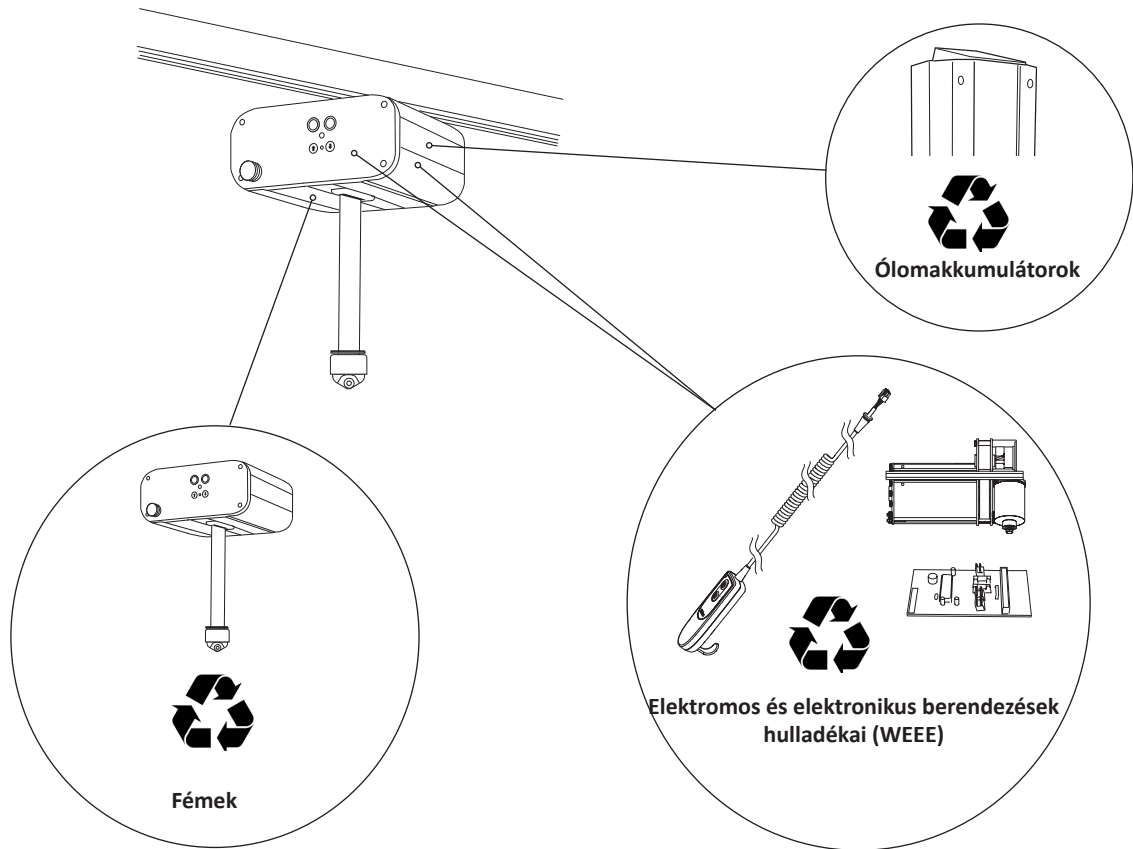 Ólomakkumulátorok
Elektromos és elektronikus berendezések
hulladékai (WEEE)
Fémek